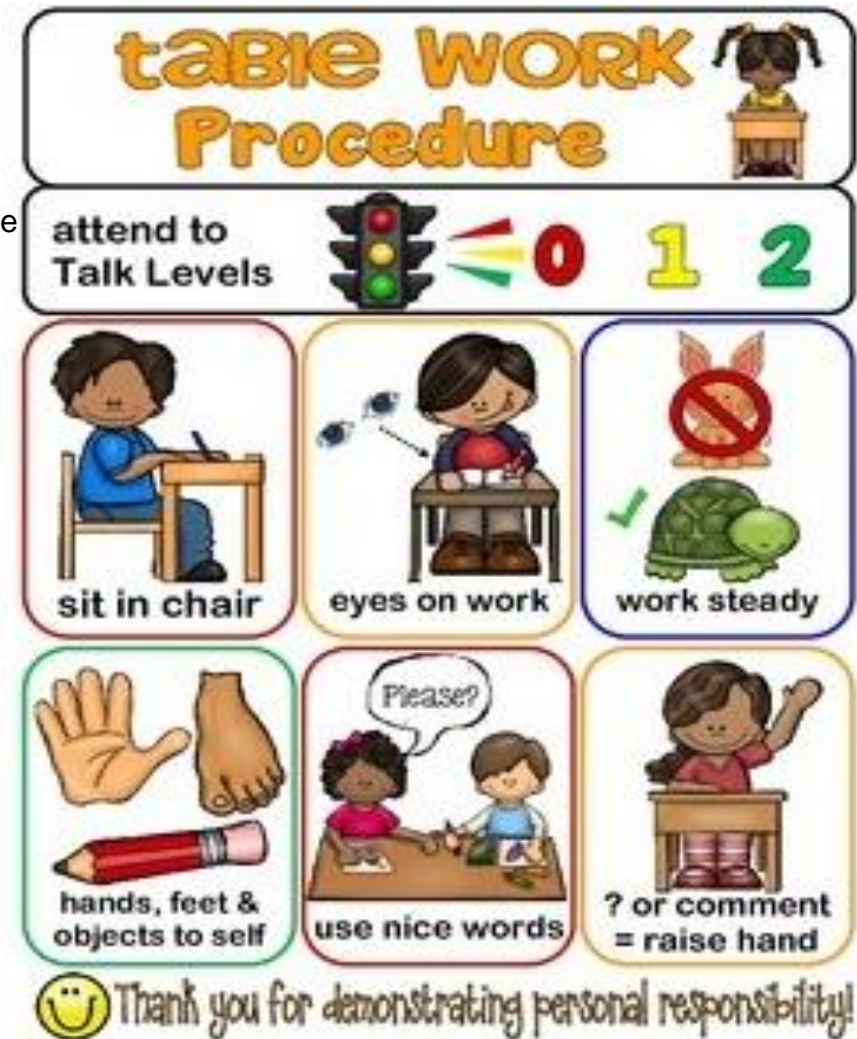 taBle WORK
Procedure
e
attend to
Talk Levels
0 1 2
sit in chair
eyes on work
work steady
hands, feet &
objects to self
Please?
use nice words
? or comment
= raise hand
Thank you for demonstrating personal responsibility!